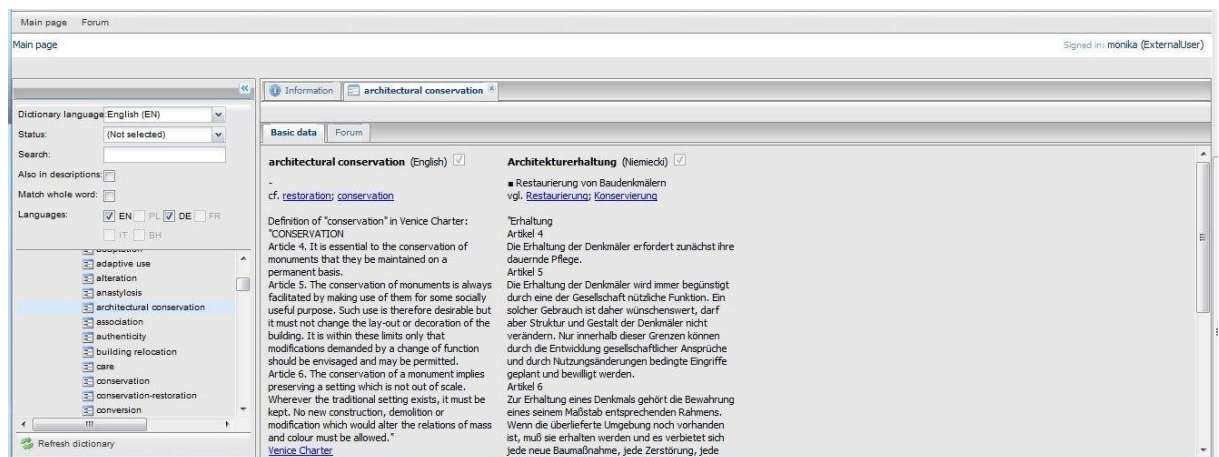 Main page Forum
Main page
Signed in: monika (ExternalUser)
Information
architectural conservation
Dictionary language: English (EN)
Status: (Not selected)
Search:
Also in descriptions:
Match whole word:
Languages: EN PL DE FR
IT BH
adaptation
adaptive use
alteration
anastylosis
architectural conservation
association
authenticity
building relocation
care
conservation
conservation-restoration
conversion
Refresh dictionary
Basic data Forum
architectural conservation (English)
-
cf. restoration; conservation
Definition of "conservation" in Venice Charter:
"CONSERVATION
Article 4. It is essential to the conservation of
monuments that they be maintained on a
permanent basis.
Article 5. The conservation of monuments is always
facilitated by making use of them for some socially
useful purpose. Such use is therefore desirable but
it must not change the lay-out or decoration of the
building. It is within these limits only that
modifications demanded by a change of function
should be envisaged and may be permitted.
Article 6. The conservation of a monument implies
preserving a setting which is not out of scale.
Wherever the traditional setting exists, it must be
kept. No new construction, demolition or
modification which would alter the relations of mass
and colour must be allowed."
Venice Charter
Architekturerhaltung (Niemiecki)
■ Restaurierung von Baudenkmälern
vgl. Restaurierung; Konservierung
"Erhaltung
Artikel 4
Die Erhaltung der Denkmäler erfordert zunächst ihre
dauernde Pflege.
Artikel 5
Die Erhaltung der Denkmäler wird immer begünstigt
durch eine der Gesellschaft nützliche Funktion. Ein
solcher Gebrauch ist daher wünschenswert, darf
aber Struktur und Gestalt der Denkmäler nicht
verändern. Nur innerhalb dieser Grenzen können
durch die Entwicklung gesellschaftlicher Ansprüche
und durch Nutzungsänderungen bedingte Eingriffe
geplant und bewilligt werden.
Artikel 6
Zur Erhaltung eines Denkmals gehört die Bewahrung
eines seinem Maßstab entsprechenden Rahmens.
Wenn die überlieferte Umgebung noch vorhanden
ist, muß sie erhalten werden und es verbietet sich
jede neue Baumaßnahme, jede Zerstörung, jede